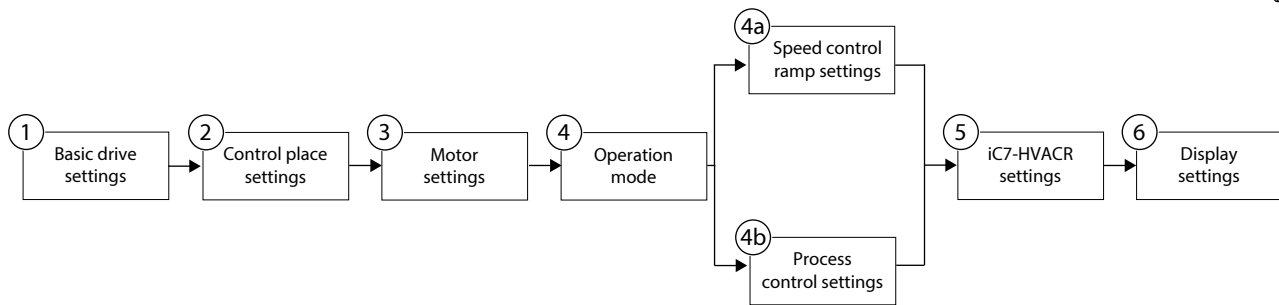 1
Basic drive
settings
2
Control place
settings
3
Motor
settings
4
Operation
mode
4a
Speed control
ramp settings
4b
Process
control settings
5
iC7-HVACR
settings
6
Display
settings